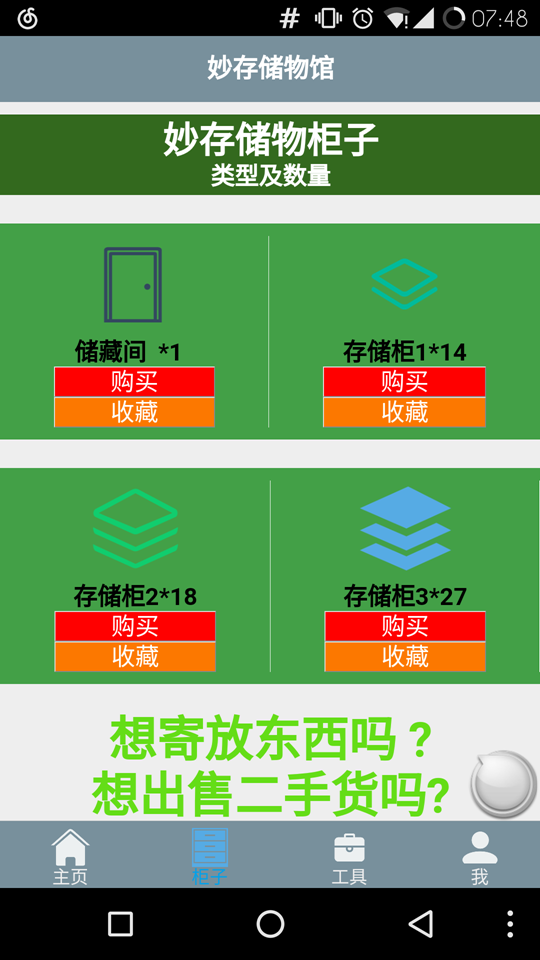 07:48
妙存储物馆
妙存储物柜子
类型及数量
储藏间 *1
存储柜1*14
购买
购买
收藏
收藏
存储柜2*18
存储柜3*27
购买
购买
收藏
收藏
想寄放东西吗？
想出售二手货吗?
主页
柜子
工具
我